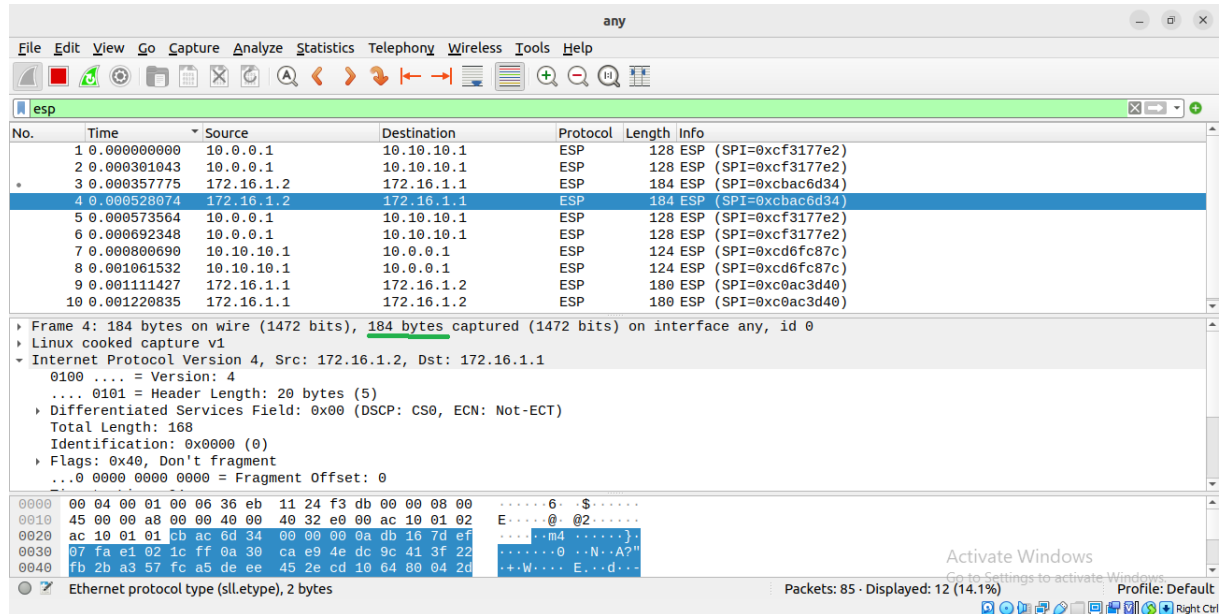 any
File Edit View Go Capture Analyze Statistics Telephony Wireless Tools Help
esp
No. Time Source Destination Protocol Length Info
1 0.000000000 10.0.0.1 10.10.10.1 ESP 128 ESP (SPI=0xcf3177e2)
2 0.000301043 10.0.0.1 10.10.10.1 ESP 128 ESP (SPI=0xcf3177e2)
3 0.000357775 172.16.1.2 172.16.1.1 ESP 184 ESP (SPI=0xcbac6d34)
4 0.000528074 172.16.1.2 172.16.1.1 ESP 184 ESP (SPI=0xcbac6d34)
5 0.000573564 10.0.0.1 10.10.10.1 ESP 128 ESP (SPI=0xcf3177e2)
6 0.000692348 10.0.0.1 10.10.10.1 ESP 128 ESP (SPI=0xcf3177e2)
7 0.000800690 10.10.10.1 10.0.0.1 ESP 124 ESP (SPI=0xcd6fc87c)
8 0.001061532 10.10.10.1 10.0.0.1 ESP 124 ESP (SPI=0xcd6fc87c)
9 0.001111427 172.16.1.1 172.16.1.2 ESP 180 ESP (SPI=0xc0ac3d40)
10 0.001220835 172.16.1.1 172.16.1.2 ESP 180 ESP (SPI=0xc0ac3d40)
Frame 4: 184 bytes on wire (1472 bits), 184 bytes captured (1472 bits) on interface any, id 0
Linux cooked capture v1
Internet Protocol Version 4, Src: 172.16.1.2, Dst: 172.16.1.1
0100 .... = Version: 4
.... 0101 = Header Length: 20 bytes (5)
Differentiated Services Field: 0x00 (DSCP: CS0, ECN: Not-ECT)
Total Length: 168
Identification: 0x0000 (0)
Flags: 0x40, Don't fragment
...0 0000 0000 0000 = Fragment Offset: 0
0000 00 04 00 01 00 06 36 eb 11 24 f3 db 00 00 08 00 ······6· ·$······
0010 45 00 00 a8 00 00 40 00 40 32 e0 00 ac 10 01 02 E·····@· @2······
0020 ac 10 01 01 cb ac 6d 34 00 00 00 0a db 16 7d ef ······m4 ······}·
0030 07 fa e1 02 1c ff 0a 30 ca e9 4e dc 9c 41 3f 22 ·······0 ··N··A?"
0040 fb 2b a3 57 fc a5 de ee 45 2e cd 10 64 80 04 2d ·+·W···· E.··d··-
Activate Windows
Go to Settings to activate Windows.
Ethernet protocol type (sll.etype), 2 bytes Packets: 85 · Displayed: 12 (14.1%) Profile: Default
Right Ctrl